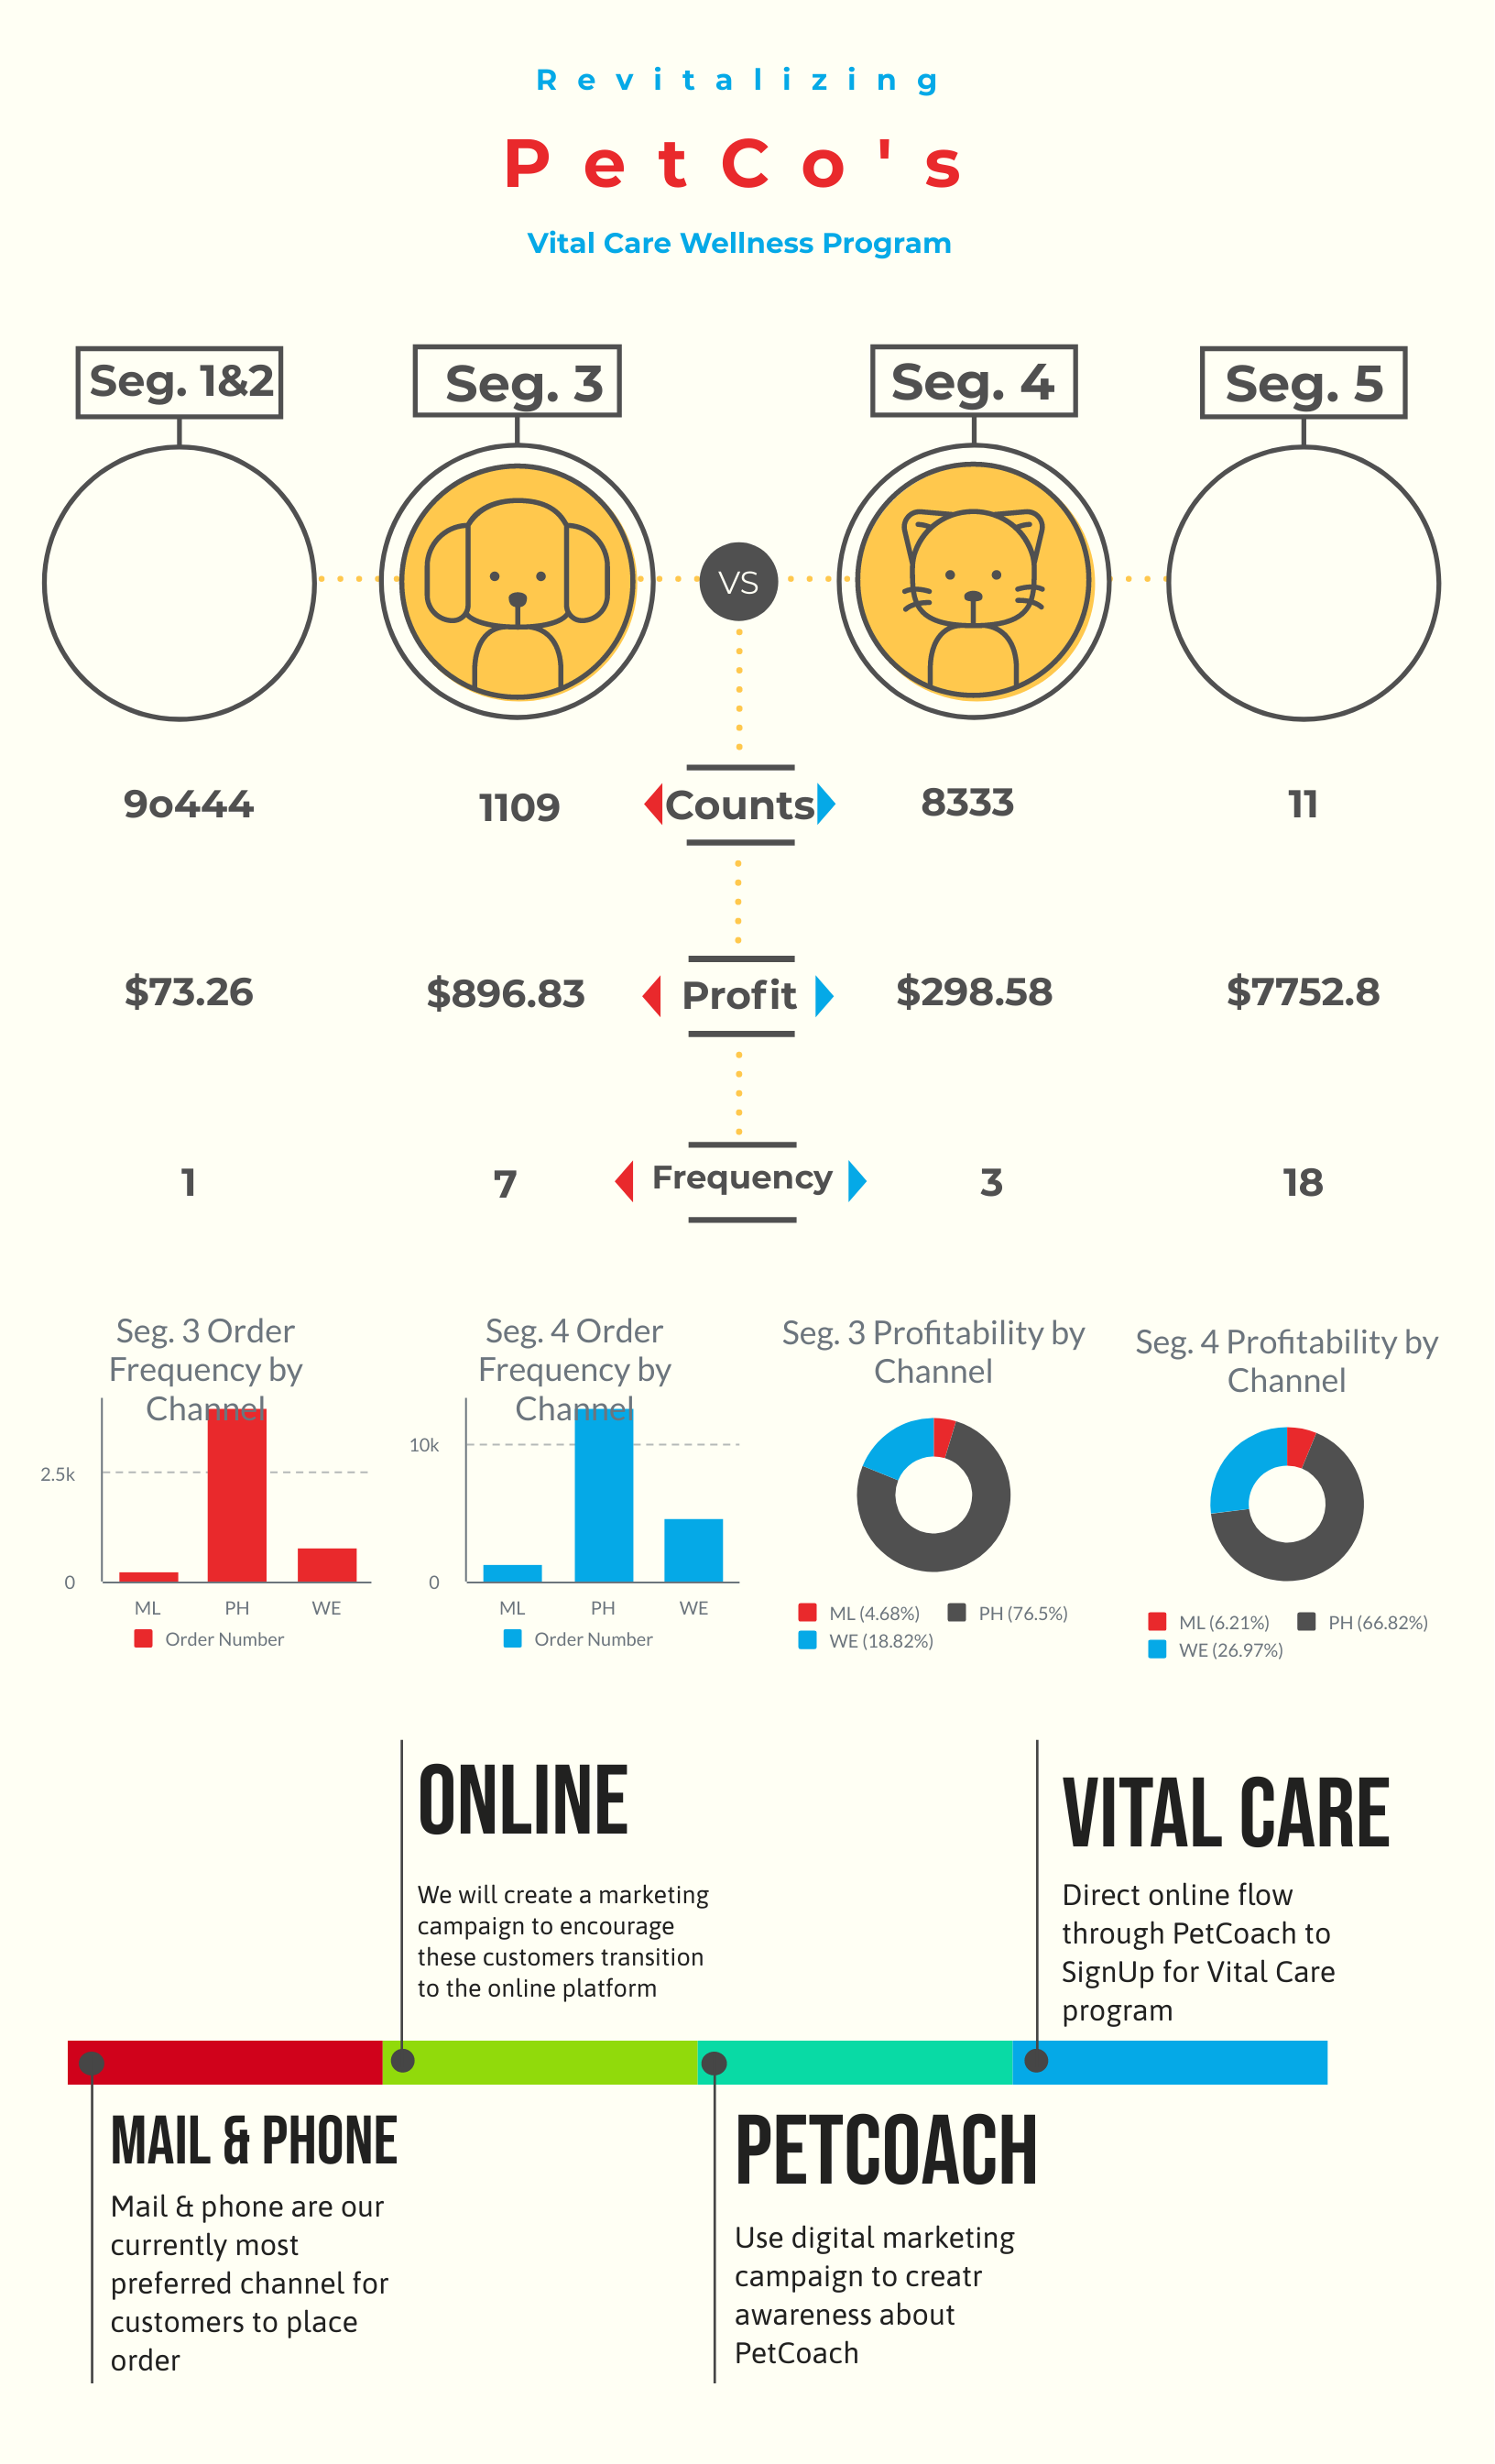 Revitalizing
PetCo's
Vital Care Wellness Program
Seg. 1&2
Seg. 3
Seg. 4
Seg. 5
VS
9o444
1109
Counts
8333
11
$73.26
$896.83
Profit
$298.58
$7752.8
1
7
Frequency
3
18
Seg. 3 Order
Frequency by
Channel
2.5k
0
ML
PH
WE
Order Number
Seg. 4 Order
Frequency by
Channel
10k
0
ML
PH
WE
Order Number
Seg. 3 Profitability by
Channel
ML (4.68%)
PH (76.5%)
WE (18.82%)
Seg. 4 Profitability by
Channel
ML (6.21%)
PH (66.82%)
WE (26.97%)
ONLINE
We will create a marketing
campaign to encourage
these customers transition
to the online platform
VITAL CARE
Direct online flow
through PetCoach to
SignUp for Vital Care
program
MAIL & PHONE
Mail & phone are our
currently most
preferred channel for
customers to place
order
PETCOACH
Use digital marketing
campaign to creatr
awareness about
PetCoach